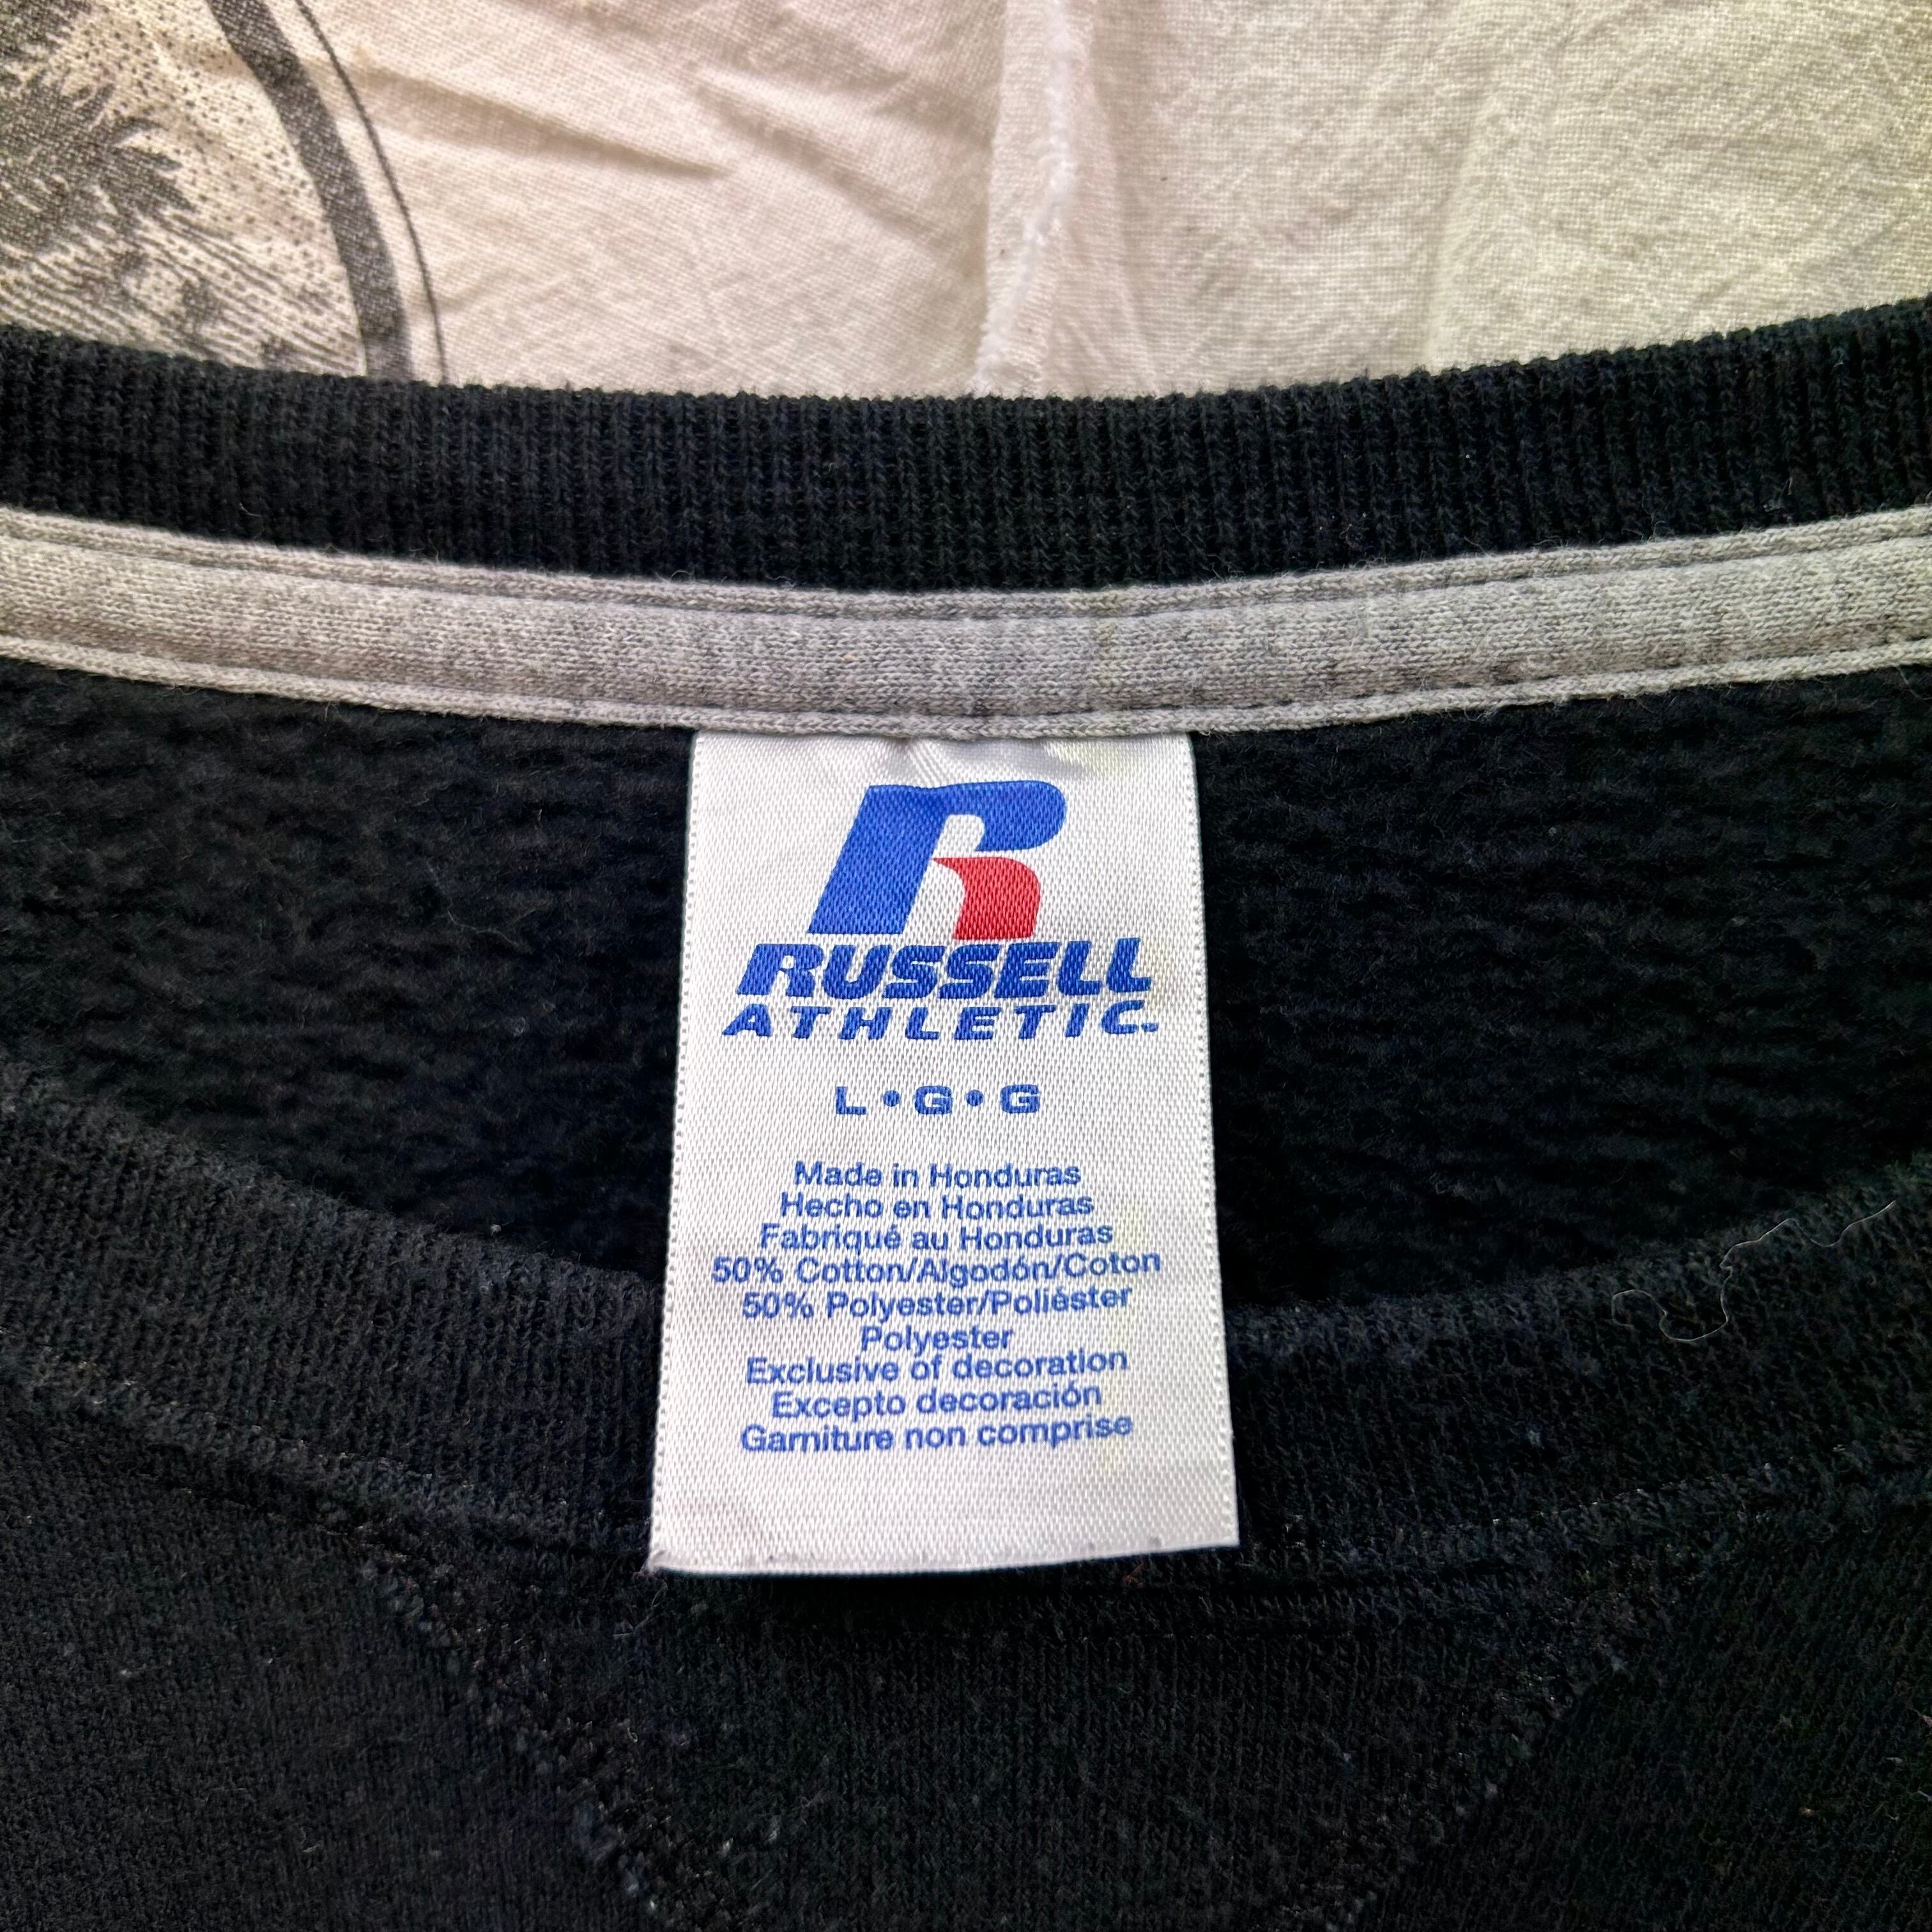 R
RUSSELL
ATHLETIC.
L•G•G
Made in Honduras
Hecho en Honduras
Fabriqué au Honduras
50% Cotton/Algodón/Coton
50% Polyester/Poliéster
Polyester
Exclusive of decoration
Excepto decoración
Garniture non comprise